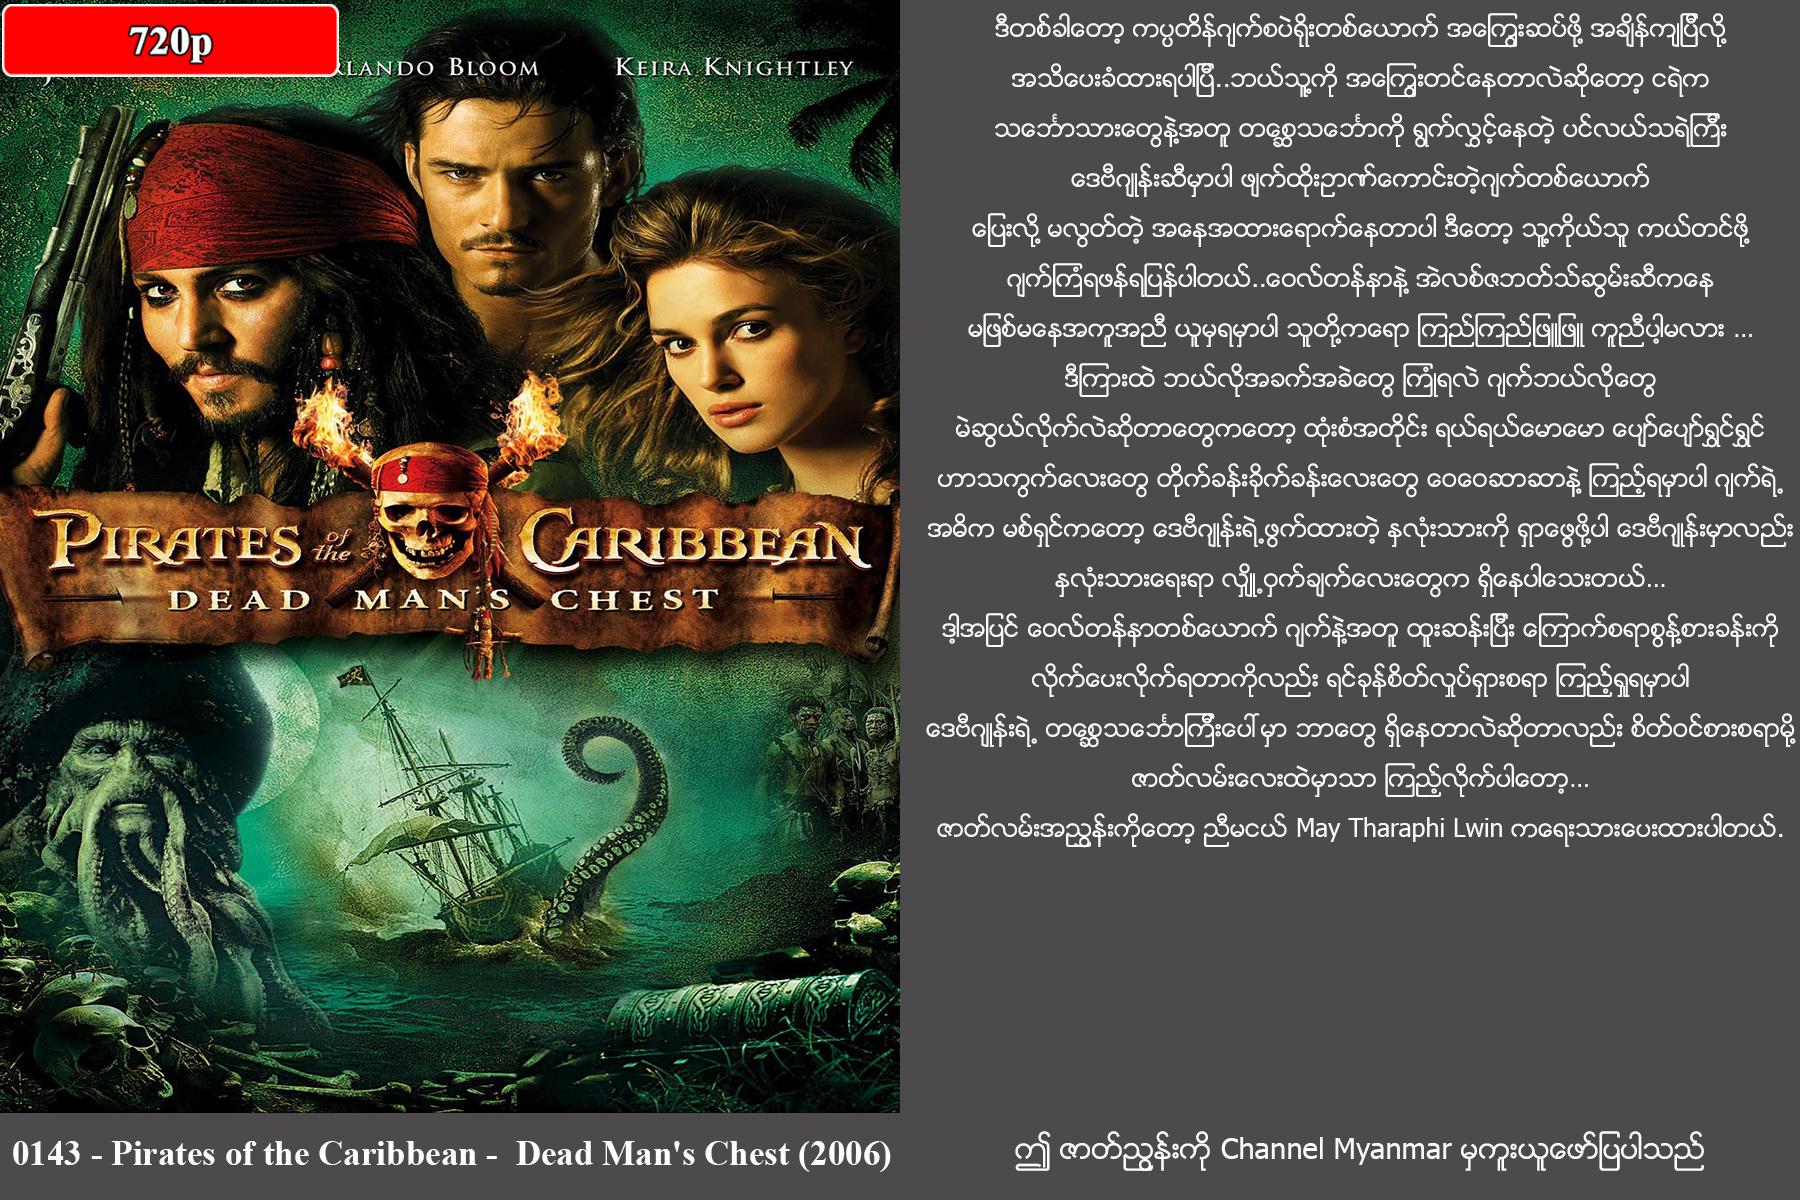 720p
RLANDO BLOOM
KEIRA KNIGHTLEY
PIRATES of the CARIBBEAN
DEAD MAN'S CHEST
0143 - Pirates of the Caribbean - Dead Man's Chest (2006)
ဒီတစ်ခါတော့ ကပ္ပတိန်ဂျက်စပဲရိုးတစ်ယောက် အကြွေးဆပ်ဖို့ အချိန်ကျပြီလို့
အသိပေးခံထားရပါပြီ..ဘယ်သူ့ကို အကြွေးတင်နေတာလဲဆိုတော့ ငရဲက
သင်္ဘောသားတွေနဲ့အတူ တစ္ဆေသင်္ဘောကို ရွက်လွှင့်နေတဲ့ ပင်လယ်သရဲကြီး
ဒေဗီဂျုန်းဆီမှာပါ ဖျက်ထိုးဉာဏ်ကောင်းတဲ့ဂျက်တစ်ယောက်
ပြေးလို့ မလွတ်တဲ့ အနေအထားရောက်နေတာပါ ဒီတော့ သူ့ကိုယ်သူ ကယ်တင်ဖို့
ဂျက်ကြံရဖန်ရပြန်ပါတယ်..ဝေလ်တန်နာနဲ့ အဲလစ်ဇဘတ်သ်ဆွမ်းဆီကနေ
မဖြစ်မနေအကူအညီ ယူမှရမှာပါ သူတို့ကရော ကြည်ကြည်ဖြူဖြူ ကူညီပါ့မလား ...
ဒီကြားထဲ ဘယ်လိုအခက်အခဲတွေ ကြုံရလဲ ဂျက်ဘယ်လိုတွေ
မဲဆွယ်လိုက်လဲဆိုတာတွေကတော့ ထုံးစံအတိုင်း ရယ်ရယ်မောမော ပျော်ပျော်ရွှင်ရွှင်
ဟာသကွက်လေးတွေ တိုက်ခန်းခိုက်ခန်းလေးတွေ ဝေဝေဆာဆာနဲ့ ကြည့်ရမှာပါ ဂျက်ရဲ့
အဓိက မစ်ရှင်ကတော့ ဒေဗီဂျုန်းရဲ့ဖွက်ထားတဲ့ နှလုံးသားကို ရှာဖွေဖို့ပါ ဒေဗီဂျုန်းမှာလည်း
နှလုံးသားရေးရာ လျှို့ဝှက်ချက်လေးတွေက ရှိနေပါသေးတယ်...
ဒါ့အပြင် ဝေလ်တန်နာတစ်ယောက် ဂျက်နဲ့အတူ ထူးဆန်းပြီး ကြောက်စရာစွန့်စားခန်းကို
လိုက်ပေးလိုက်ရတာကိုလည်း ရင်ခုန်စိတ်လှုပ်ရှားစရာ ကြည့်ရှုရမှာပါ
ဒေဗီဂျုန်းရဲ့ တစ္ဆေသင်္ဘောကြီးပေါ်မှာ ဘာတွေ ရှိနေတာလဲဆိုတာလည်း စိတ်ဝင်စားစရာမို့
ဇာတ်လမ်းလေးထဲမှာသာ ကြည့်လိုက်ပါတော့...
ဇာတ်လမ်းအညွှန်းကိုတော့ ညီမငယ် May Tharaphi Lwin ကရေးသားပေးထားပါတယ်.
ဤ ဇာတ်ညွှန်းကို Channel Myanmar မှကူးယူဖော်ပြပါသည်